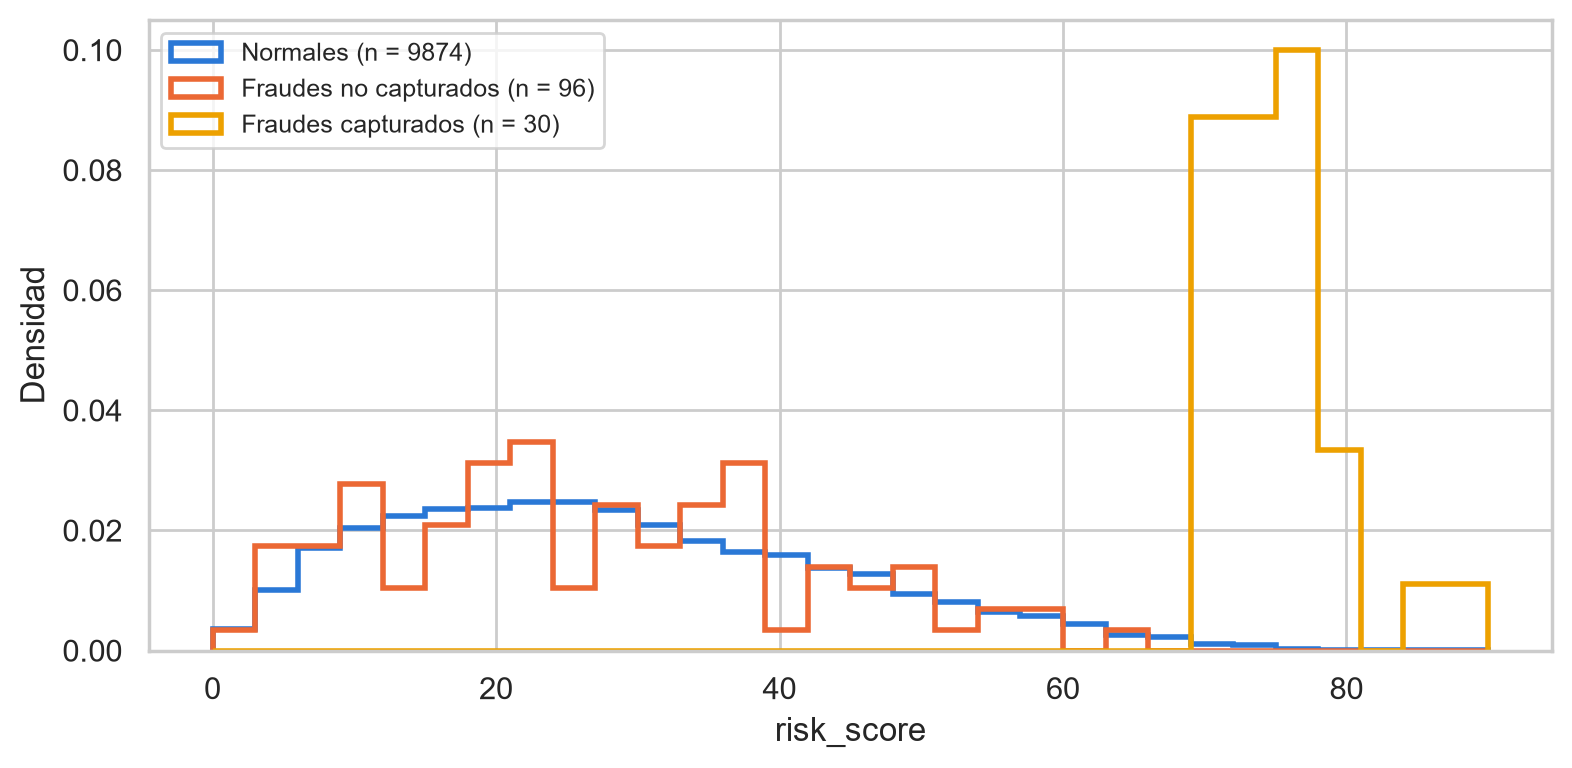 Normales (n = 9874)
Fraudes no capturados (n = 96)
Fraudes capturados (n = 30)
Densidad
0.10
0.08
0.06
0.04
0.02
0.00
0 20 40 60 80
risk_score